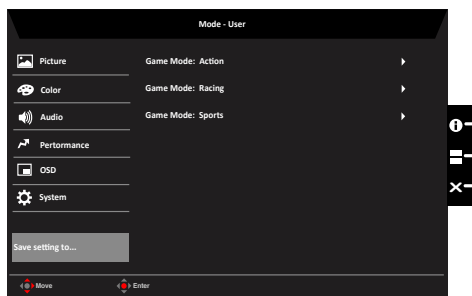 Mode - User
Picture
Game Mode: Action
Color
Game Mode: Racing
Audio
Game Mode: Sports
Pertormance
OSD
System
Save setting to...
Move
Enter